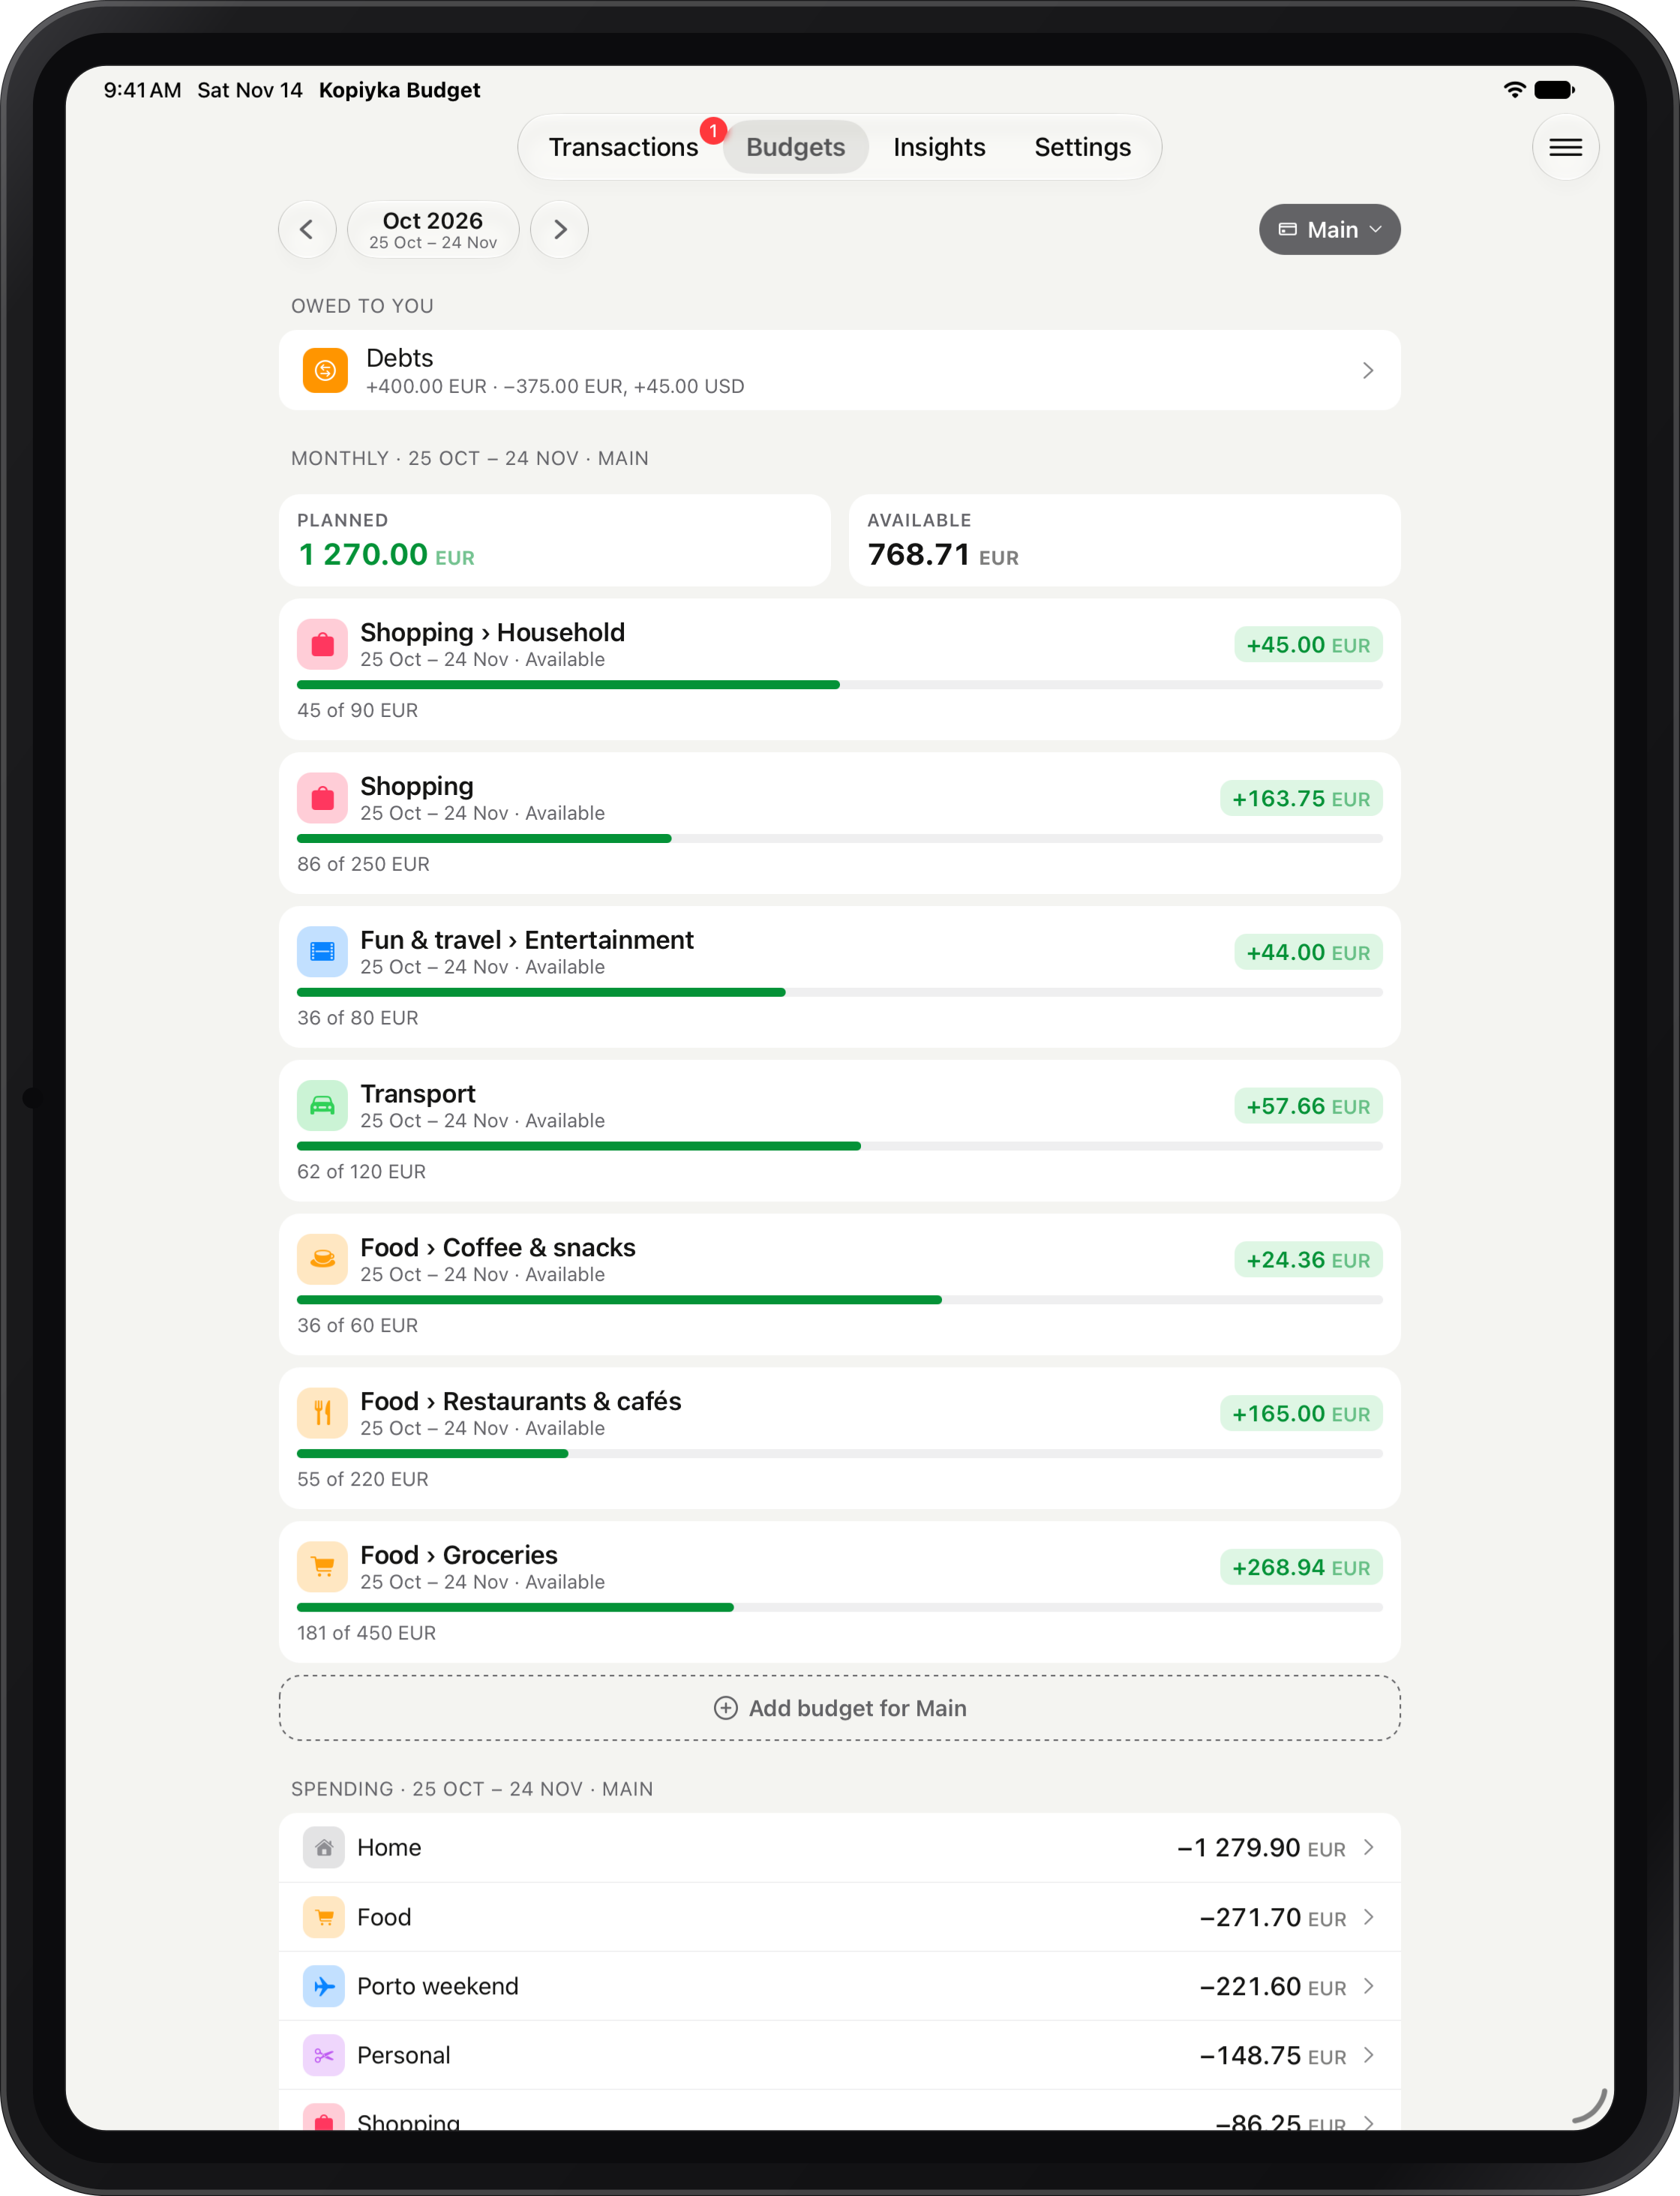 9:41 AM Sat Nov 14 Kopiyka Budget
Transactions 1 Budgets Insights Settings
Oct 2026
25 Oct – 24 Nov
Main
OWED TO YOU
Debts
+400.00 EUR · −375.00 EUR, +45.00 USD
MONTHLY · 25 OCT – 24 NOV · MAIN
PLANNED
1 270.00 EUR
AVAILABLE
768.71 EUR
Shopping › Household
25 Oct – 24 Nov · Available
+45.00 EUR
45 of 90 EUR
Shopping
25 Oct – 24 Nov · Available
+163.75 EUR
86 of 250 EUR
Fun & travel › Entertainment
25 Oct – 24 Nov · Available
+44.00 EUR
36 of 80 EUR
Transport
25 Oct – 24 Nov · Available
+57.66 EUR
62 of 120 EUR
Food › Coffee & snacks
25 Oct – 24 Nov · Available
+24.36 EUR
36 of 60 EUR
Food › Restaurants & cafés
25 Oct – 24 Nov · Available
+165.00 EUR
55 of 220 EUR
Food › Groceries
25 Oct – 24 Nov · Available
+268.94 EUR
181 of 450 EUR
Add budget for Main
SPENDING · 25 OCT – 24 NOV · MAIN
Home −1 279.90 EUR
Food −271.70 EUR
Porto weekend −221.60 EUR
Personal −148.75 EUR
Shopping −86.25 EUR